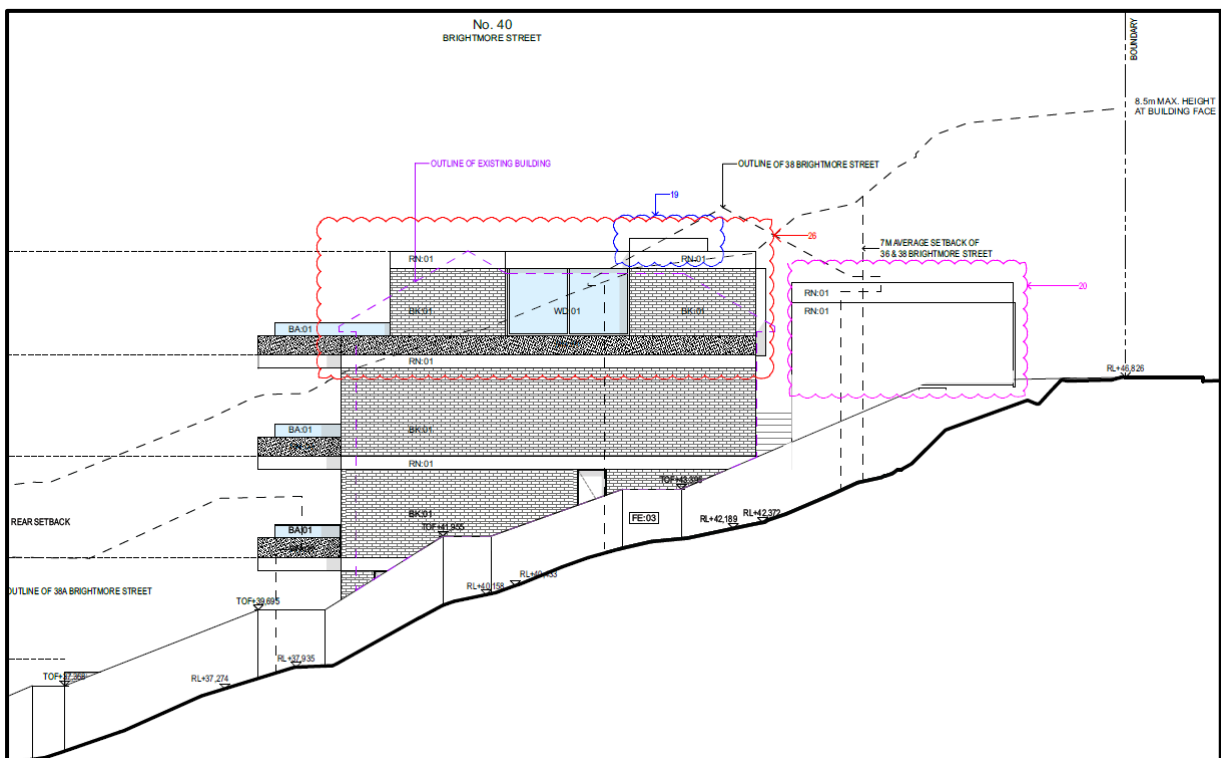 No. 40
BRIGHTMORE STREET
BOUNDARY
8.5m MAX. HEIGHT
AT BUILDING FACE
OUTLINE OF EXISTING BUILDING
OUTLINE OF 38 BRIGHTMORE STREET
19
26
7M AVERAGE SETBACK OF
36 & 38 BRIGHTMORE STREET
20
RN:01
RN:01
RN:01
RN:01
BK:01
WD:01
BK:01
BA:01
RN:01
RL+46,826
BA:01
BK:01
RN:01
TOF+43,
REAR SETBACK
BK:01
FE:03
RL+42,189
RL+42,372
BA:01
TOF+41,955
OUTLINE OF 38A BRIGHTMORE STREET
RL+40,158
TOF+39,695
RL+37,935
TOF+37,368
RL+37,274